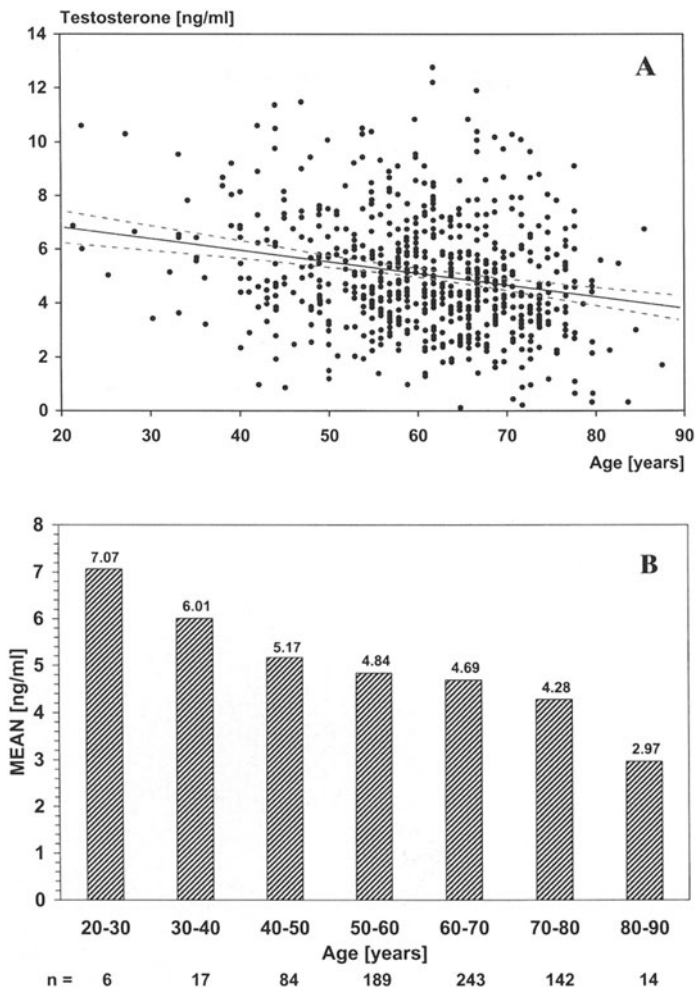 Testosterone [ng/ml]
14
A
12
10
8
6
4
2
0
20 30 40 50 60 70 80 90
Age [years]
8
B
7.07
7
6.01
6
5.17
5
4.84
4.69
4.28
4
MEAN [ng/ml]
3
2.97
2
1
0
20-30 30-40 40-50 50-60 60-70 70-80 80-90
Age [years]
n = 6 17 84 189 243 142 14